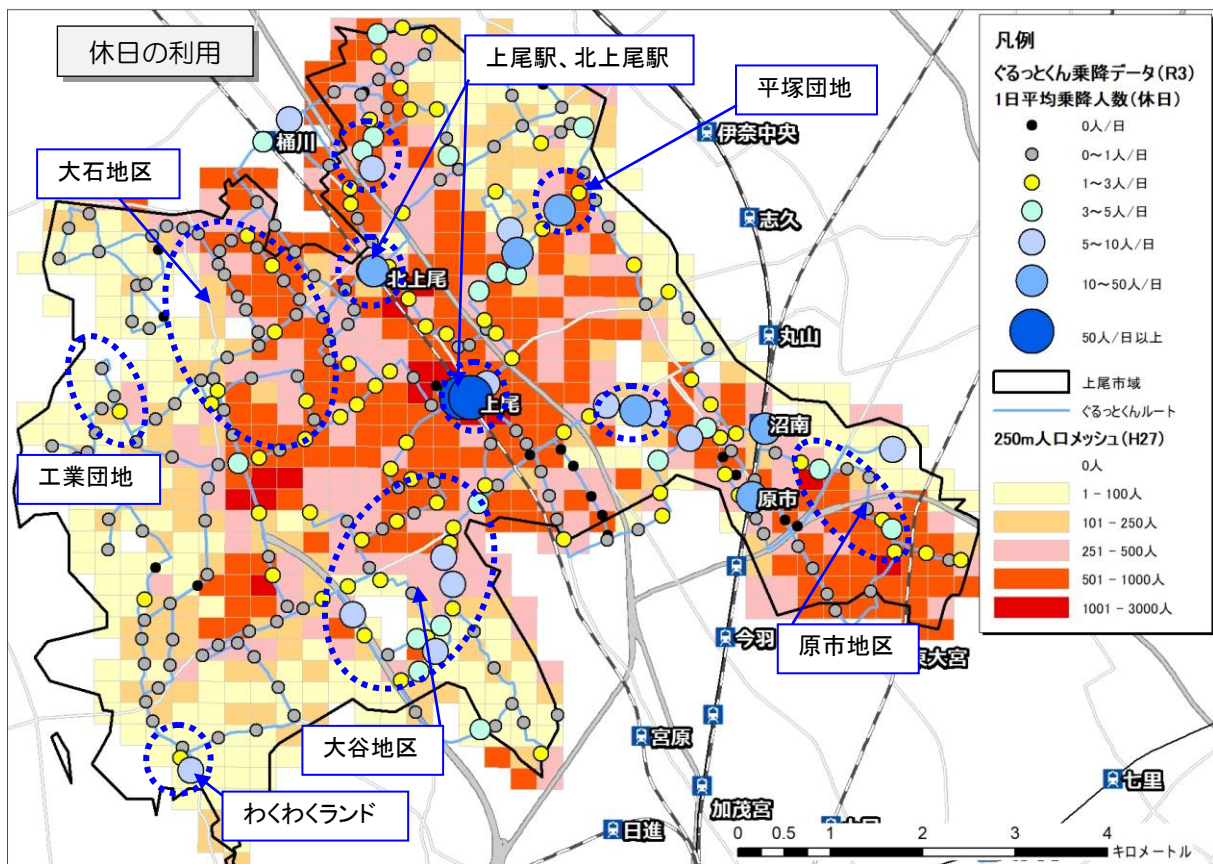 休日の利用
上尾駅、北上尾駅
平塚団地
大石地区
工業団地
大谷地区
わくわくランド
原市地区
桶川
伊奈中央
志久
北上尾
丸山
上尾
沼南
原市
今羽
東大宮
宮原
加茂宮
日進
七里
凡例
ぐるっとくん乗降データ(R3)
1日平均乗降人数(休日)
0人/日
0~1人/日
1~3人/日
3~5人/日
5~10人/日
10~50人/日
50人/日以上
上尾市域
ぐるっとくんルート
250m人口メッシュ(H27)
0人
1 - 100人
101 - 250人
251 - 500人
501 - 1000人
1001 - 3000人
0 0.5 1 2 3 4
キロメートル